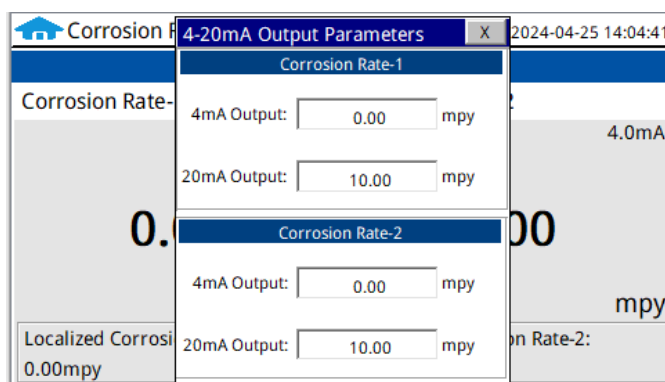 Corrosion
4-20mA Output Parameters X
2024-04-25 14:04:41
Corrosion Rate-1
Corrosion Rate-
4mA Output: 0.00 mpy
4.0mA
20mA Output: 10.00 mpy
0.
00
Corrosion Rate-2
4mA Output: 0.00 mpy
mpy
Localized Corrosi
on Rate-2:
20mA Output: 10.00 mpy
0.00mpy